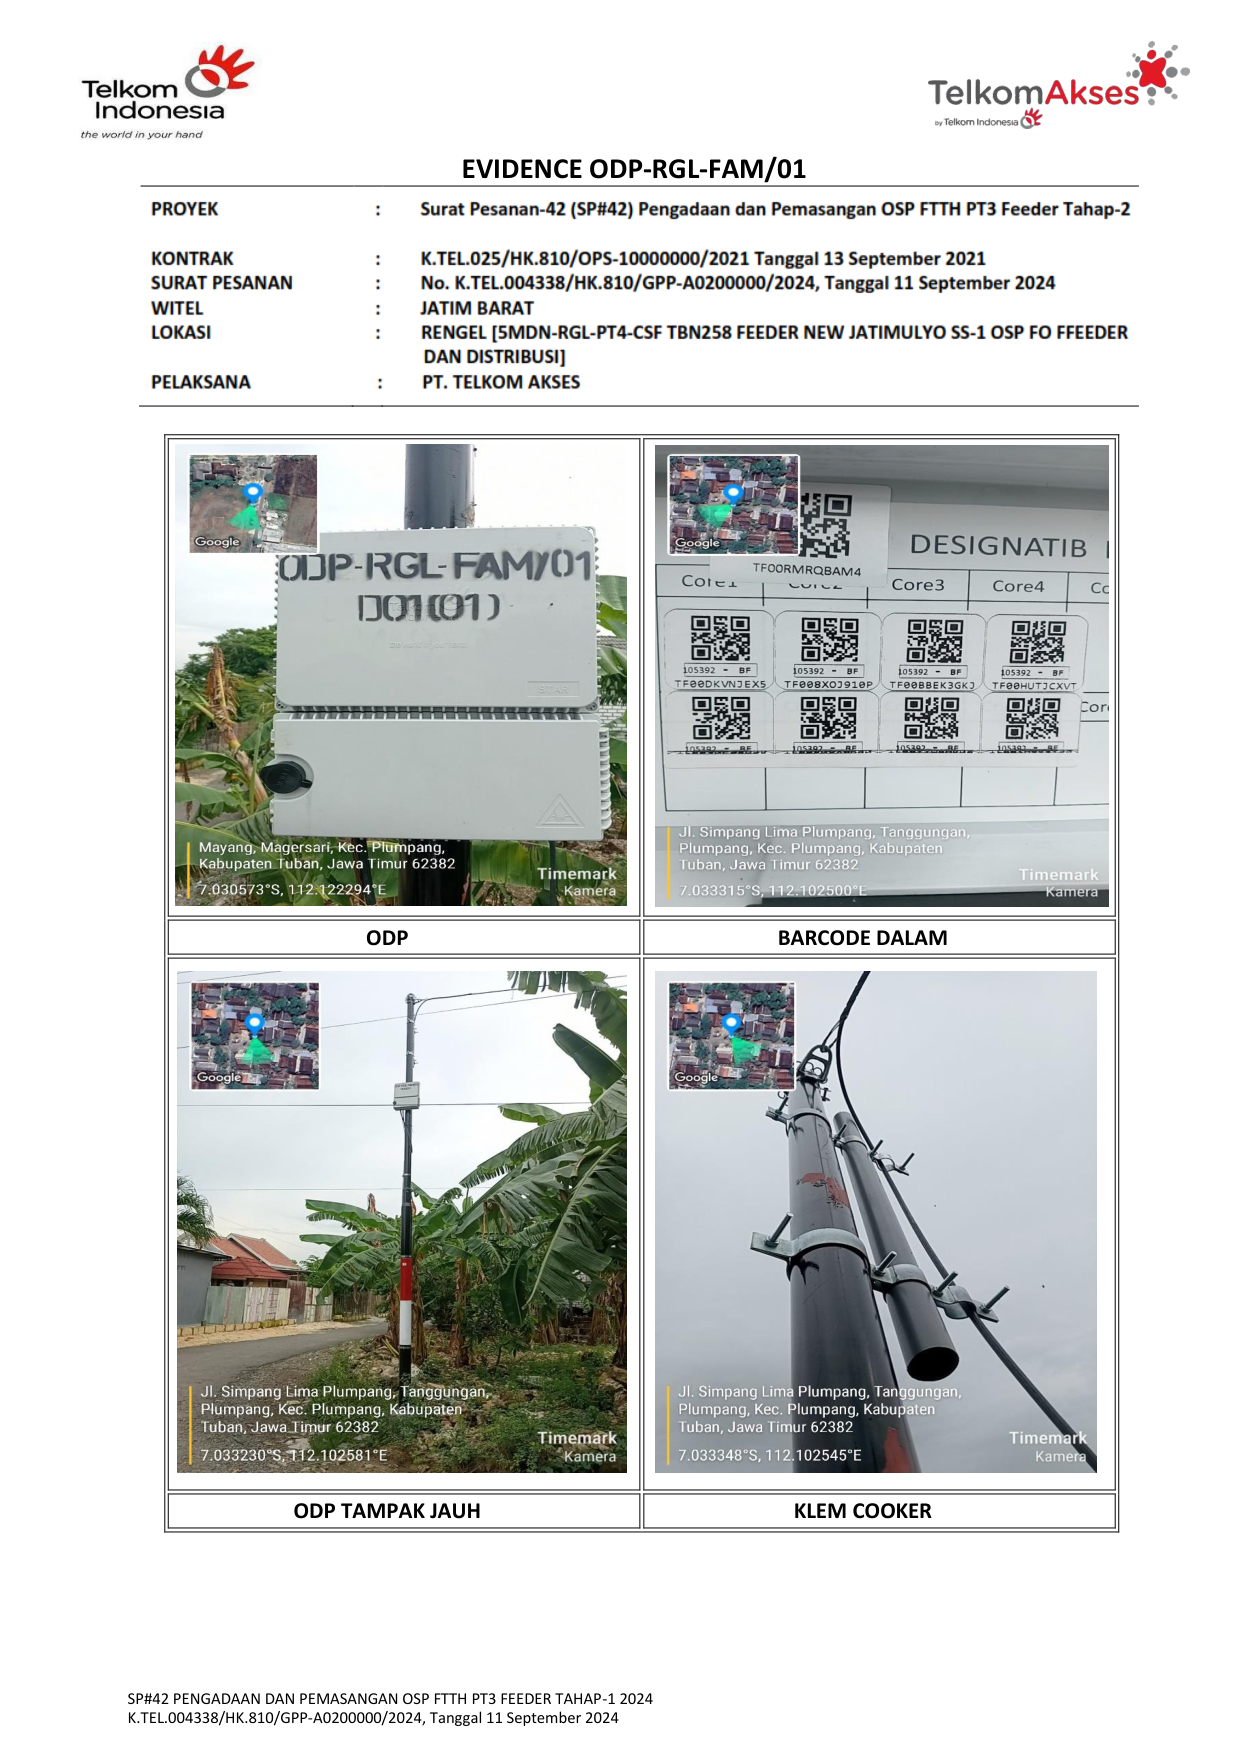 Telkom
Indonesia
the world in your hand
TelkomAkses
by Telkom Indonesia
EVIDENCE ODP-RGL-FAM/01
PROYEK : Surat Pesanan-42 (SP#42) Pengadaan dan Pemasangan OSP FTTH PT3 Feeder Tahap-2
KONTRAK : K.TEL.025/HK.810/OPS-10000000/2021 Tanggal 13 September 2021
SURAT PESANAN : No. K.TEL.004338/HK.810/GPP-A0200000/2024, Tanggal 11 September 2024
WITEL : JATIM BARAT
LOKASI : RENGEL [5MDN-RGL-PT4-CSF TBN258 FEEDER NEW JATIMULYO SS-1 OSP FO FFEEDER
DAN DISTRIBUSI]
PELAKSANA : PT. TELKOM AKSES
Google
ODP-RGL-FAM/01
D01(01)
STAR
Mayang, Magersari, Kec. Plumpang,
Kabupaten Tuban, Jawa Timur 62382
7.030573°S, 112.122294°E
Timemark
Kamera
Google
TF00RMRQBAM4
DESIGNATIB
Core1 Core2 Core3 Core4 Co
105392 - BF 105392 - BF 105392 - BF 105392 - BF
TF00DKVNJEX5 TF008XOJ910P TF00BBEK3GKJ TF00HUTJCXVT
Cor
105392 - BF 105392 - BF 105392 - BF 105392 - BF
Jl. Simpang Lima Plumpang, Tanggungan,
Plumpang, Kec. Plumpang, Kabupaten
Tuban, Jawa Timur 62382
7.033315°S, 112.102500°E
Timemark
Kamera
ODP
BARCODE DALAM
Google
Jl. Simpang Lima Plumpang, Tanggungan,
Plumpang, Kec. Plumpang, Kabupaten
Tuban, Jawa Timur 62382
7.033230°S, 112.102581°E
Timemark
Kamera
Google
Jl. Simpang Lima Plumpang, Tanggungan,
Plumpang, Kec. Plumpang, Kabupaten
Tuban, Jawa Timur 62382
7.033348°S, 112.102545°E
Timemark
Kamera
ODP TAMPAK JAUH
KLEM COOKER
SP#42 PENGADAAN DAN PEMASANGAN OSP FTTH PT3 FEEDER TAHAP-1 2024
K.TEL.004338/HK.810/GPP-A0200000/2024, Tanggal 11 September 2024